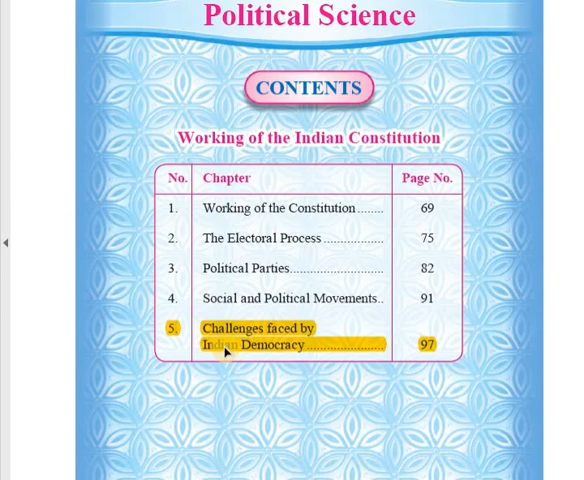 Political Science
CONTENTS
Working of the Indian Constitution
No. Chapter Page No.
1. Working of the Constitution ........ 69
2. The Electoral Process .................. 75
3. Political Parties............................ 82
4. Social and Political Movements.. 91
5. Challenges faced by
Indian Democracy ........................ 97